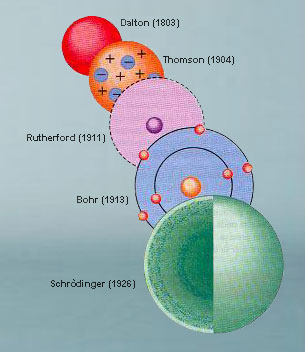 Dalton (1803)
Thomson (1904)
Rutherford (1911)
Bohr (1913)
Schrödinger (1926)